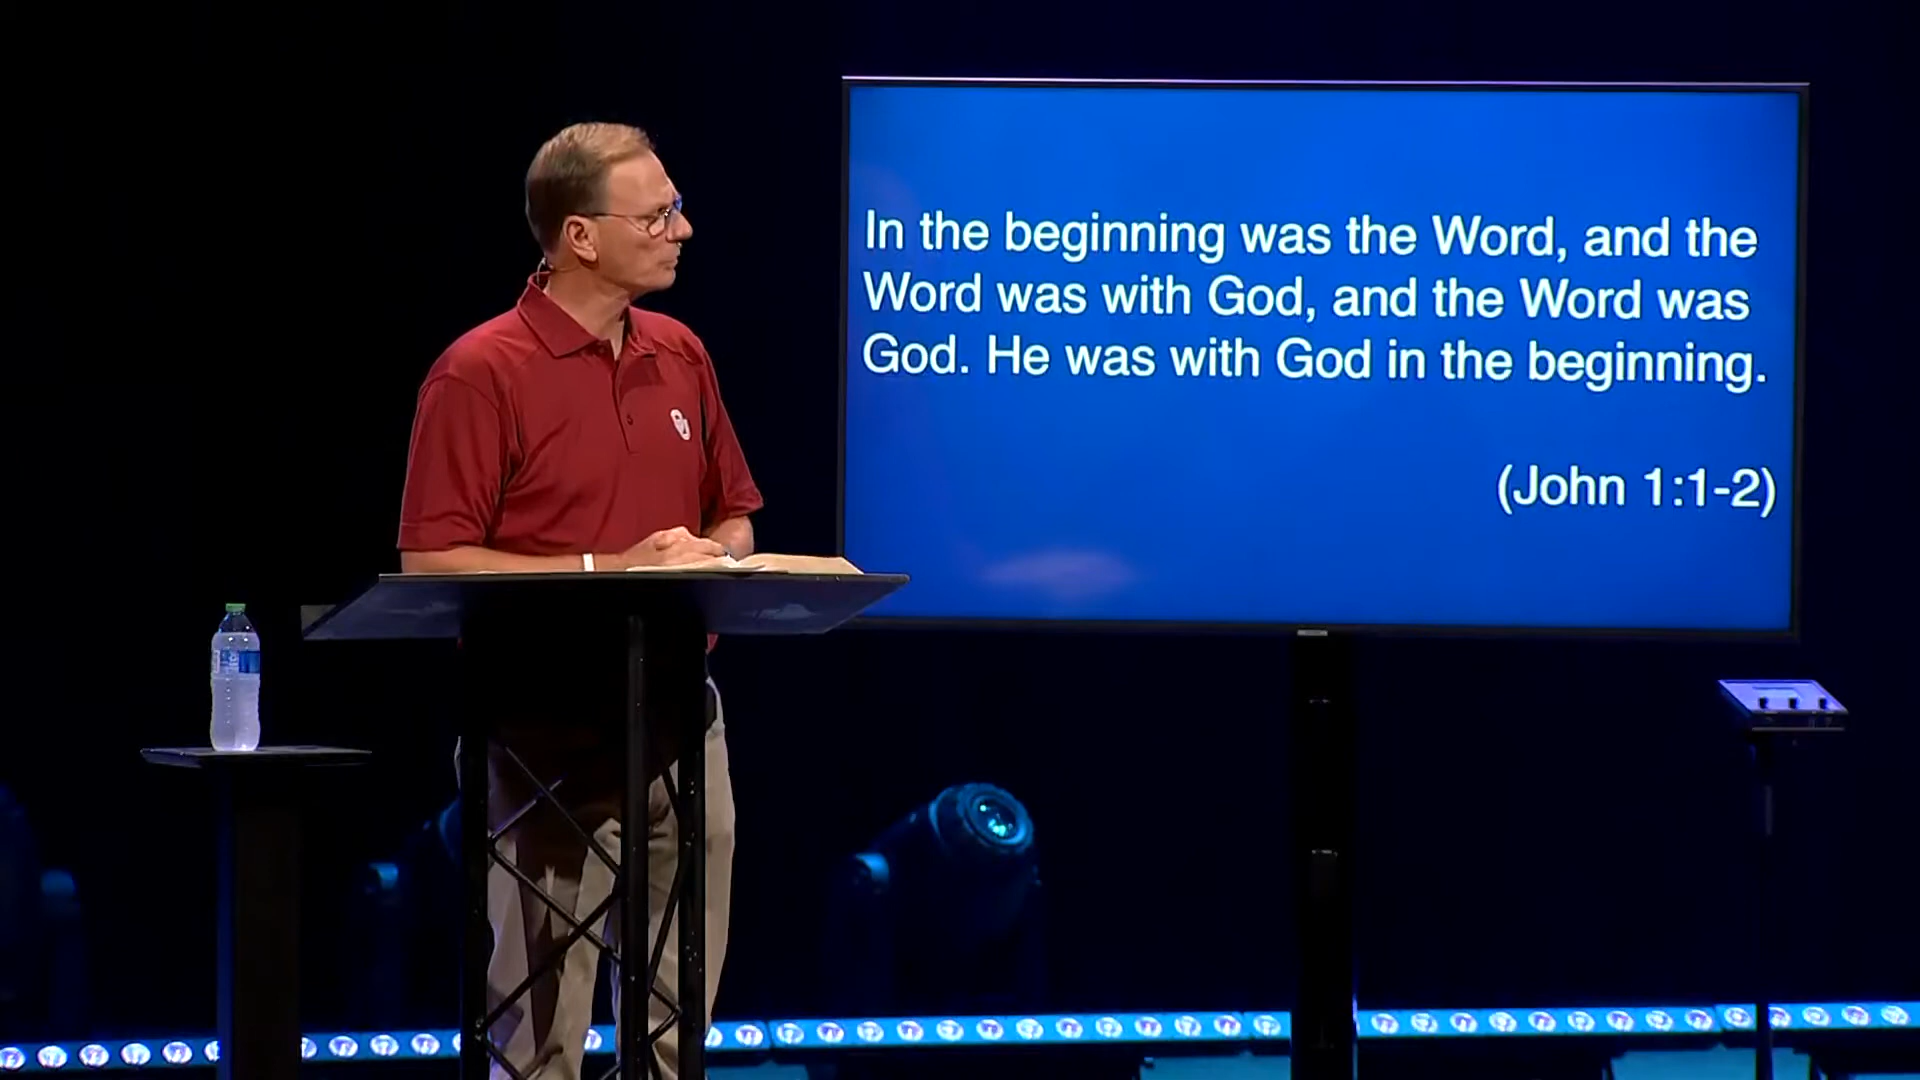 In the beginning was the Word, and the
Word was with God, and the Word was
God. He was with God in the beginning.
(John 1:1-2)